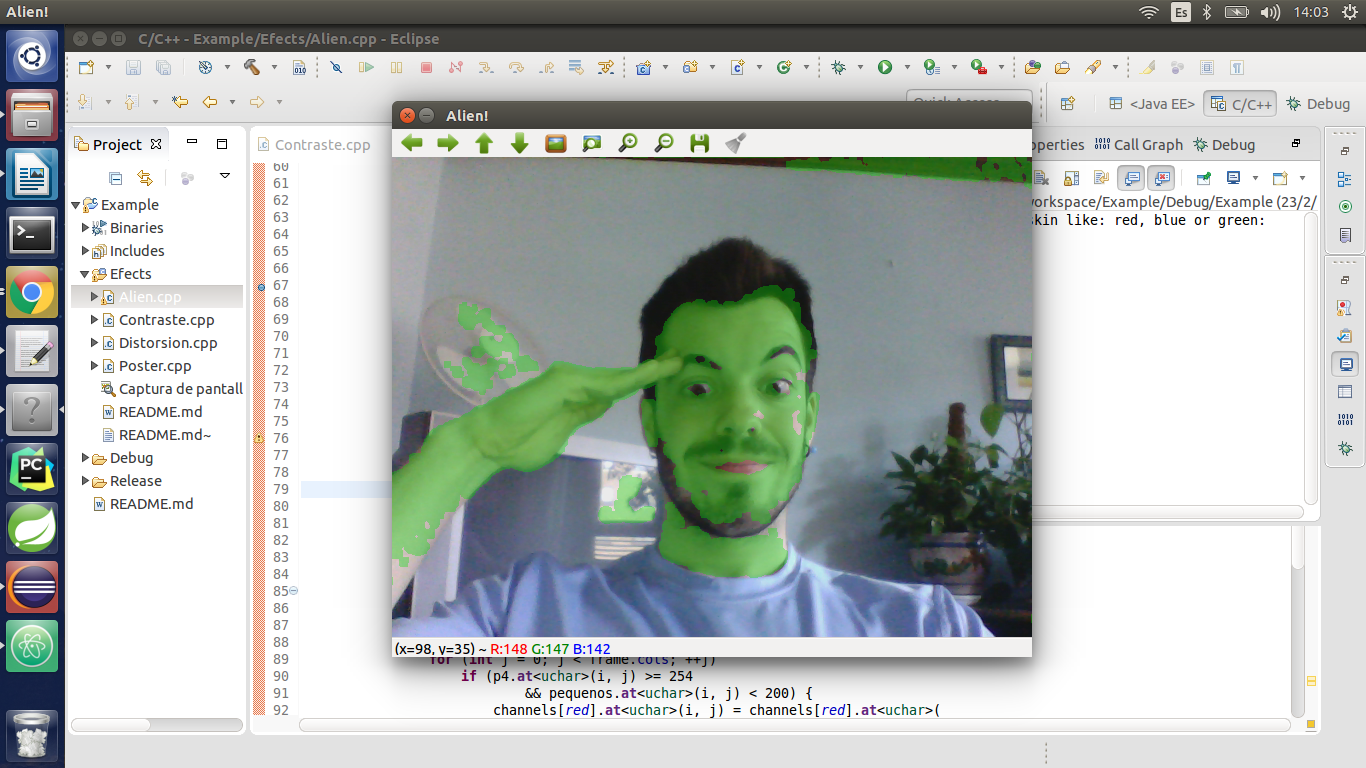 Alien!
Es
14:03
C/C++ - Example/Efects/Alien.cpp - Eclipse
Quick Access
<Java EE>
C/C++
Debug
Project
Contraste.cpp
Alien!
operties
Call Graph
Debug
orkspace/Example/Debug/Example (23/2/
skin like: red, blue or green:
Example
Binaries
Includes
Efects
Alien.cpp
Contraste.cpp
Distorsion.cpp
Poster.cpp
Captura de pantall
README.md
README.md~
Debug
Release
README.md
60
61
62
63
64
65
66
67
68
69
70
71
72
73
74
75
76
77
78
79
80
81
82
83
84
85
86
87
88
89
90
91
92
PC
(x=98, y=35) ~ R:148 G:147 B:142
for (int j = 0; j < frame.cols; ++j)
if (p4.at<uchar>(i, j) >= 254
&& pequenos.at<uchar>(i, j) < 200) {
channels[red].at<uchar>(i, j) = channels[red].at<uchar>(